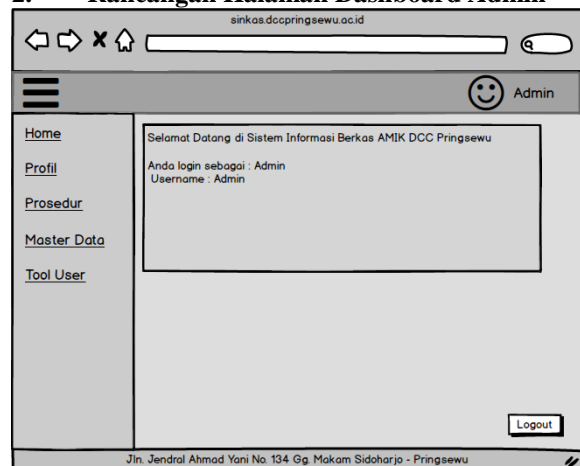 2. Rancangan Halaman Dashboard Admin
sinkas.dccpringsewu.ac.id
Admin
Home
Profil
Prosedur
Master Data
Tool User
Selamat Datang di Sistem Informasi Berkas AMIK DCC Pringsewu
Anda login sebagai : Admin
Username : Admin
Logout
Jln. Jendral Ahmad Yani No. 134 Gg. Makam Sidoharjo - Pringsewu